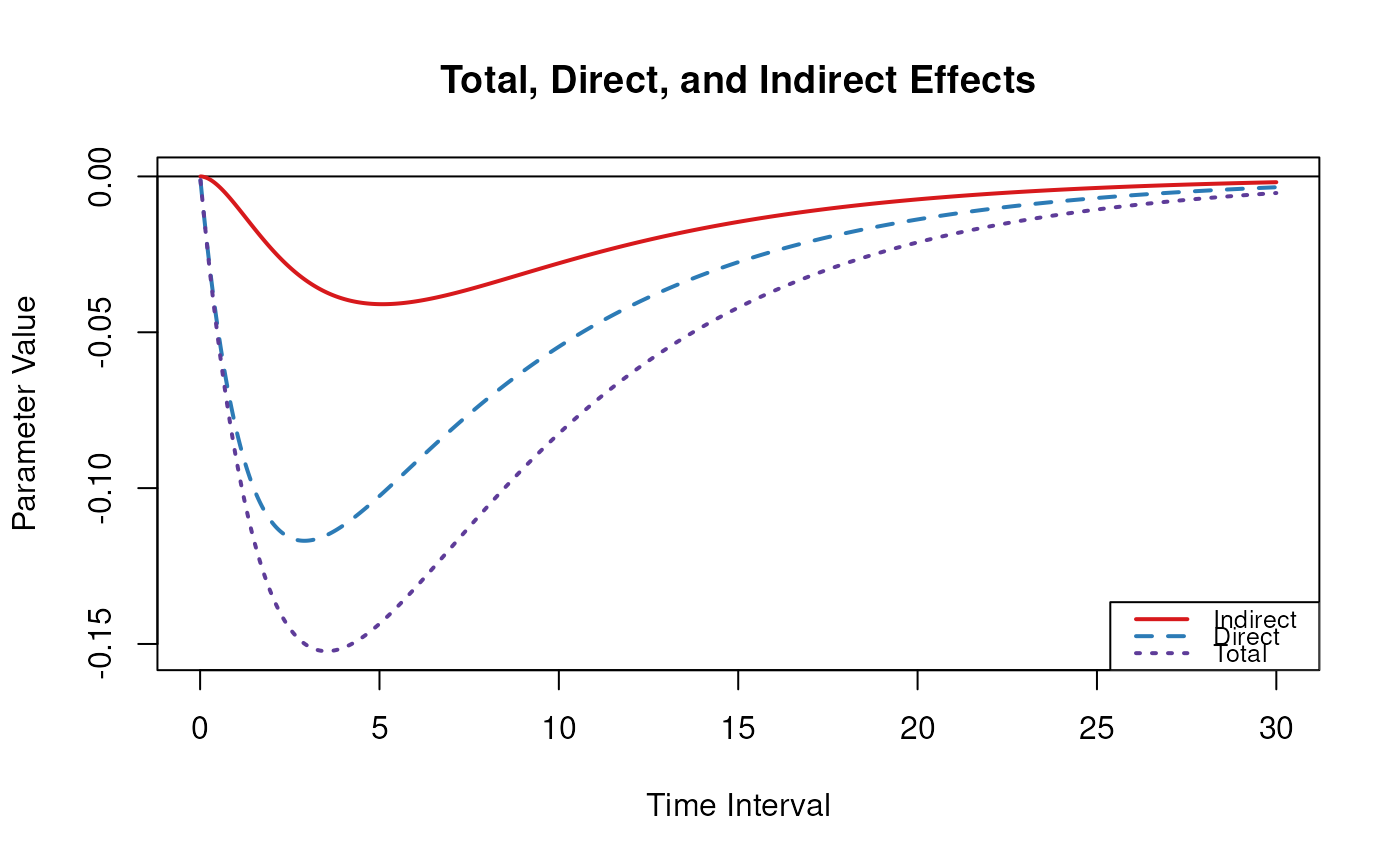 Total, Direct, and Indirect Effects
Parameter Value
0.00
-0.05
-0.10
-0.15
Indirect
Direct
Total
0 5 10 15 20 25 30
Time Interval